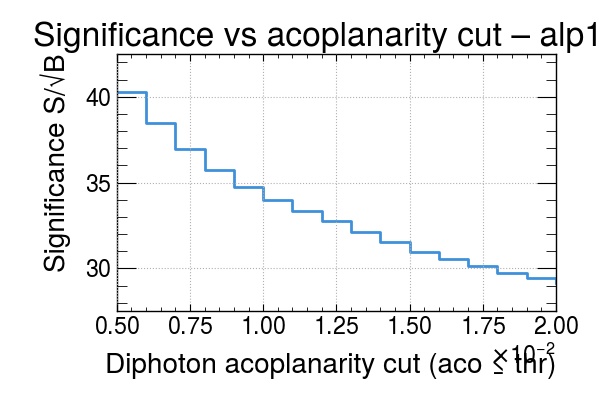 Significance vs acoplanarity cut – alp1
Significance S/√B
40
35
30
0.50 0.75 1.00 1.25 1.50 1.75 2.00
×10⁻²
Diphoton acoplanarity cut (aco ≤ thr)